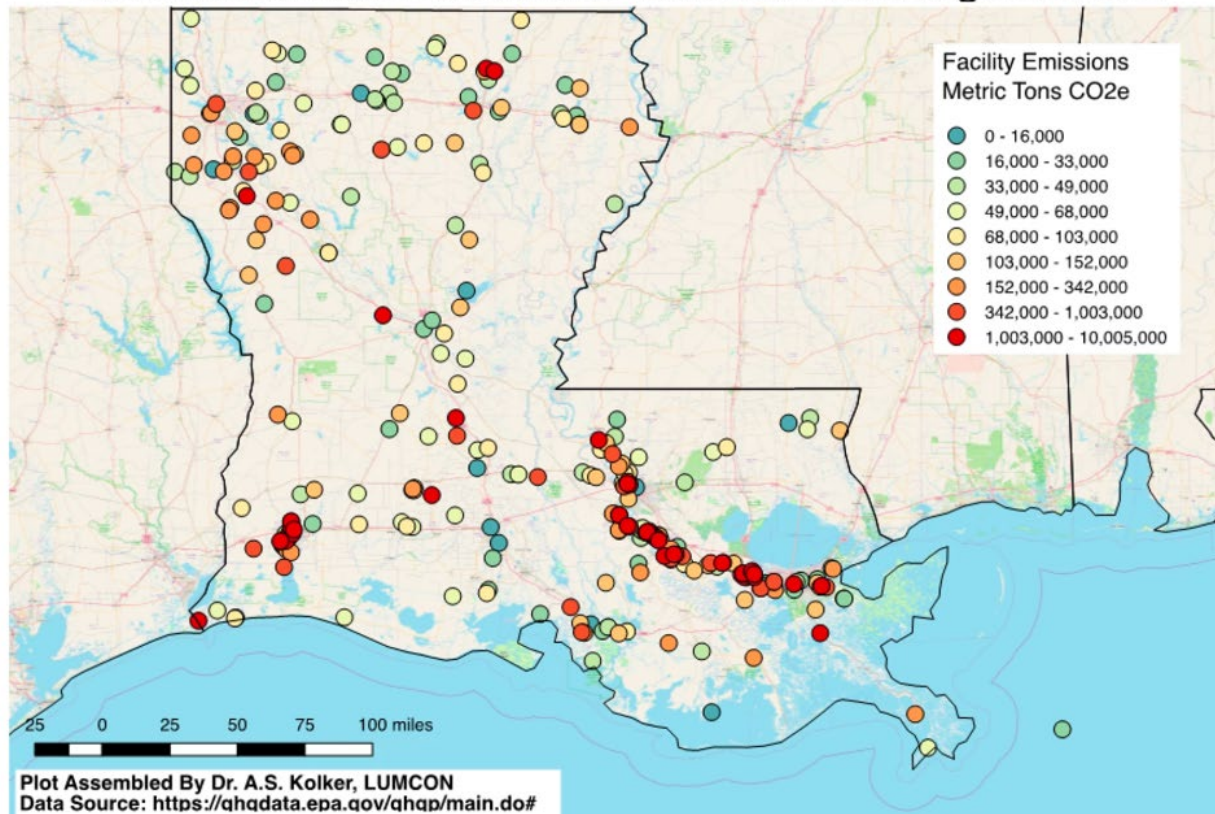 Facility Emissions
Metric Tons CO2e
0 - 16,000
16,000 - 33,000
33,000 - 49,000
49,000 - 68,000
68,000 - 103,000
103,000 - 152,000
152,000 - 342,000
342,000 - 1,003,000
1,003,000 - 10,005,000
25 0 25 50 75 100 miles
Plot Assembled By Dr. A.S. Kolker, LUMCON
Data Source: https://ghgdata.epa.gov/ghgp/main.do#